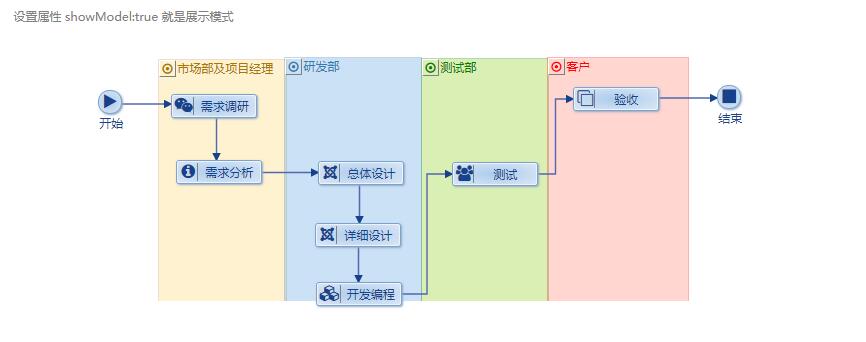 设置属性 showModel:true 就是展示模式
市场部及项目经理
研发部
测试部
客户
开始
需求调研
验收
结束
需求分析
总体设计
测试
详细设计
开发编程